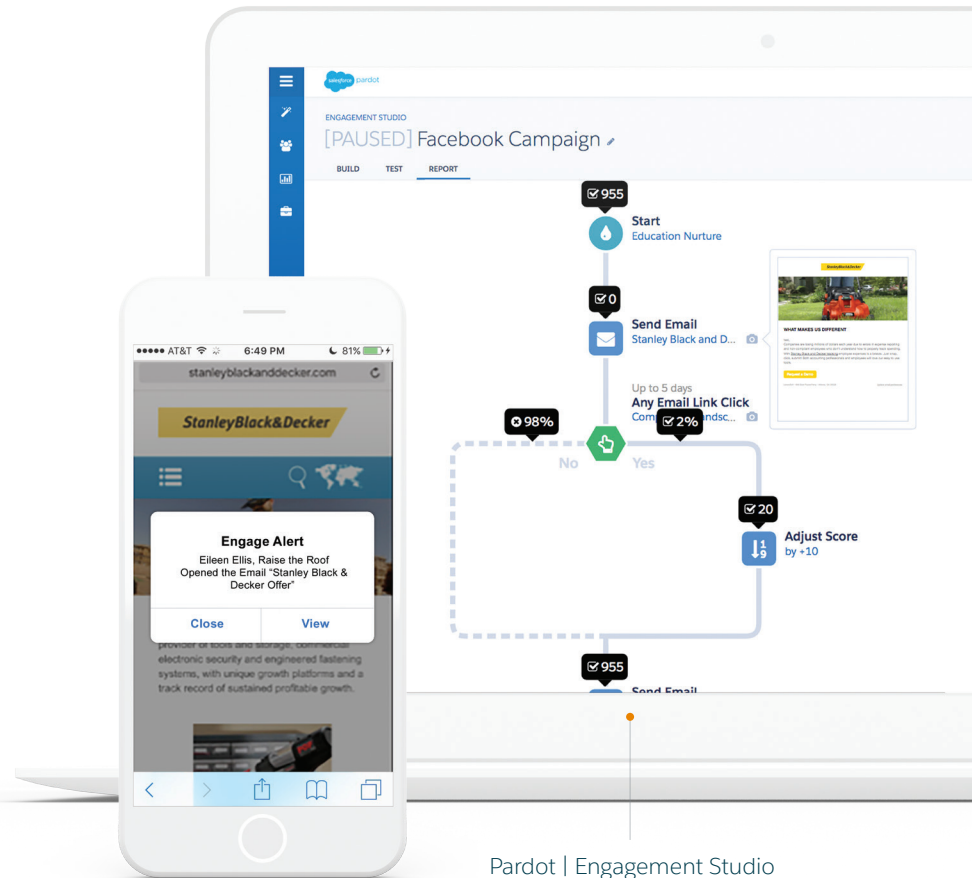 salesforce pardot
ENGAGEMENT STUDIO
[PAUSED] Facebook Campaign
BUILD TEST REPORT
955
Start
Education Nurture
0
Send Email
Stanley Black and D...
StanleyBlack&Decker
WHAT MAKES US DIFFERENT
Up to 5 days
Any Email Link Click
Comp ndsc...
98%
2%
No
Yes
20
Adjust Score
by +10
955
Send Email
AT&T 6:49 PM 81%
stanleyblackanddecker.com
StanleyBlack&Decker
Engage Alert
Eileen Ellis, Raise the Roof
Opened the Email “Stanley Black &
Decker Offer”
Close View
provider of tools and storage, commercial
electronic security and engineered fastening
systems, with unique growth platforms and a
track record of sustained profitable growth.
Pardot | Engagement Studio